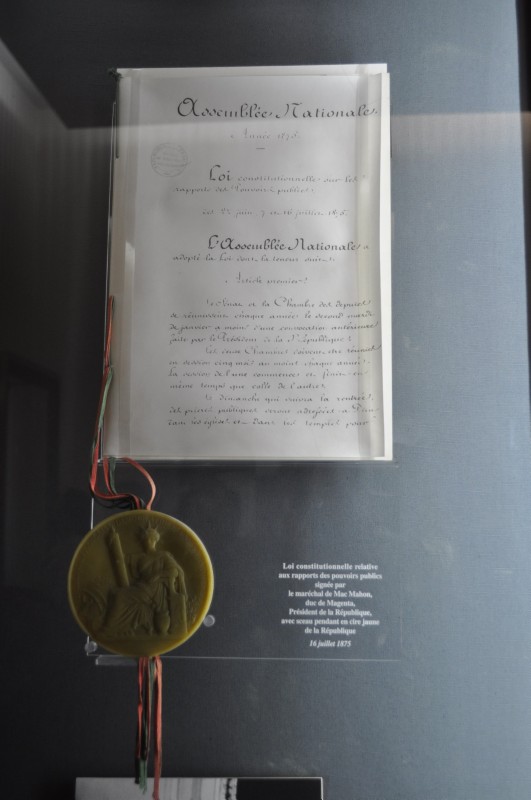 Assemblée Nationale.
Année 1875.
Loi constitutionnelle sur les
rapports des Pouvoirs publics.
Les 22 juin, 7 et 16 juillet 1875.
L'Assemblée Nationale a
adopté la Loi dont la teneur suit:
Article premier.
Le Sénat et la Chambre des députés
se réunissent chaque année le second mardi
de janvier à moins d'une convocation antérieure
faite par le Président de la République.
Les deux Chambres doivent être réunies
en session cinq mois au moins chaque année.
La session de l'une commence et finit en
même temps que celle de l'autre.
Le dimanche qui suivra la rentrée,
des prières publiques seront adressées à Dieu
dans les églises et dans les temples pour
Loi constitutionnelle relative
aux rapports des pouvoirs publics
signée par
le maréchal de Mac Mahon,
duc de Magenta,
Président de la République,
avec sceau pendant en cire jaune
de la République
16 juillet 1875